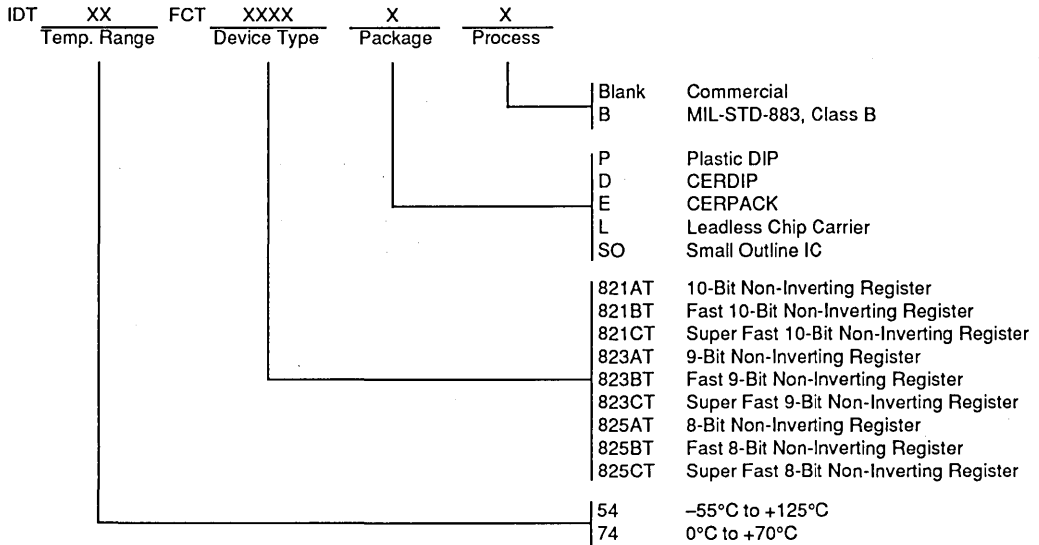 IDT XX FCT XXXX X X
Temp. Range Device Type Package Process
Blank Commercial
B MIL-STD-883, Class B
P Plastic DIP
D CERDIP
E CERPACK
L Leadless Chip Carrier
SO Small Outline IC
821AT 10-Bit Non-Inverting Register
821BT Fast 10-Bit Non-Inverting Register
821CT Super Fast 10-Bit Non-Inverting Register
823AT 9-Bit Non-Inverting Register
823BT Fast 9-Bit Non-Inverting Register
823CT Super Fast 9-Bit Non-Inverting Register
825AT 8-Bit Non-Inverting Register
825BT Fast 8-Bit Non-Inverting Register
825CT Super Fast 8-Bit Non-Inverting Register
54 –55°C to +125°C
74 0°C to +70°C